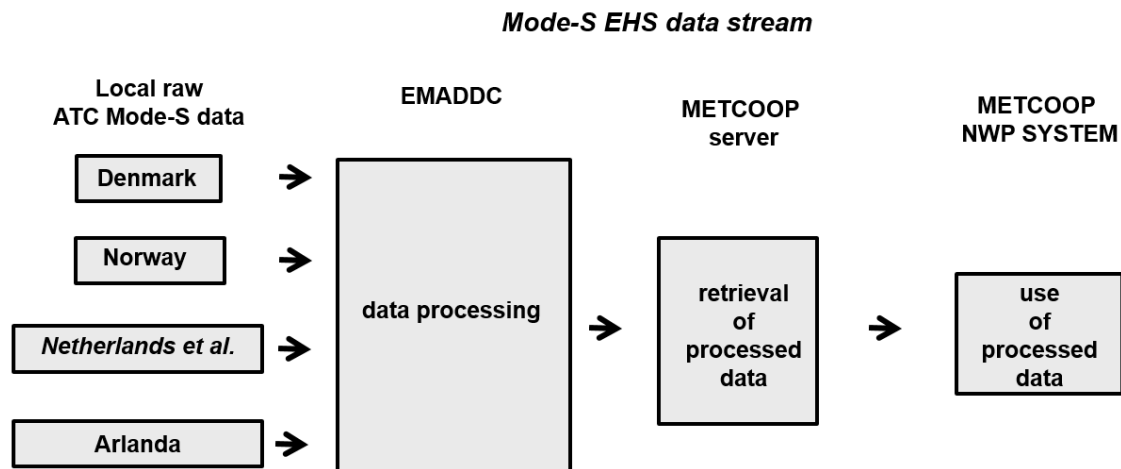 Mode-S EHS data stream
Local raw
ATC Mode-S data
EMADDC
METCOOP
server
METCOOP
NWP SYSTEM
Denmark
Norway
Netherlands et al.
Arlanda
data processing
retrieval
of
processed
data
use
of
processed
data